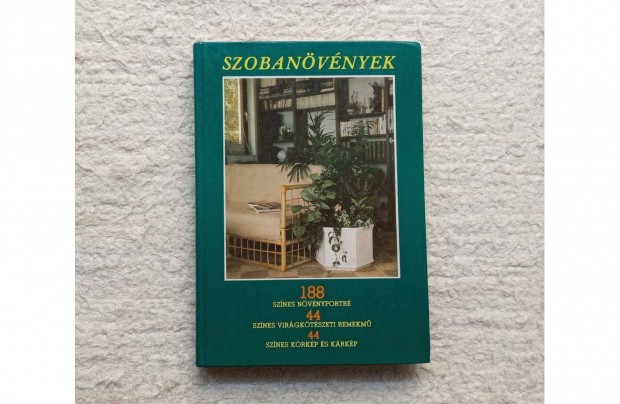 SZOBANÖVÉNYEK
188
SZÍNES NÖVÉNYPORTRÉ
44
SZÍNES VIRÁGKÖTÉSZETI REMEKMŰ
44
SZÍNES KÓRKÉP ÉS KÁRKÉP